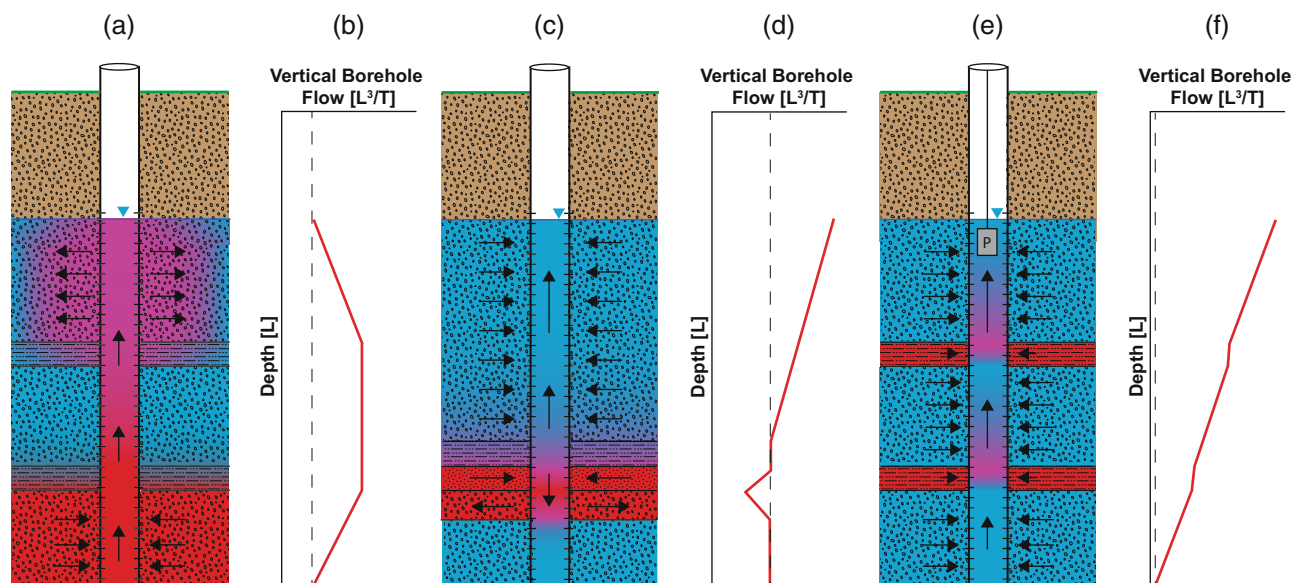 (a)
(b)
(c)
(d)
(e)
(f)
Vertical Borehole
Flow [L³/T]
Depth [L]
Vertical Borehole
Flow [L³/T]
Depth [L]
P
Vertical Borehole
Flow [L³/T]
Depth [L]